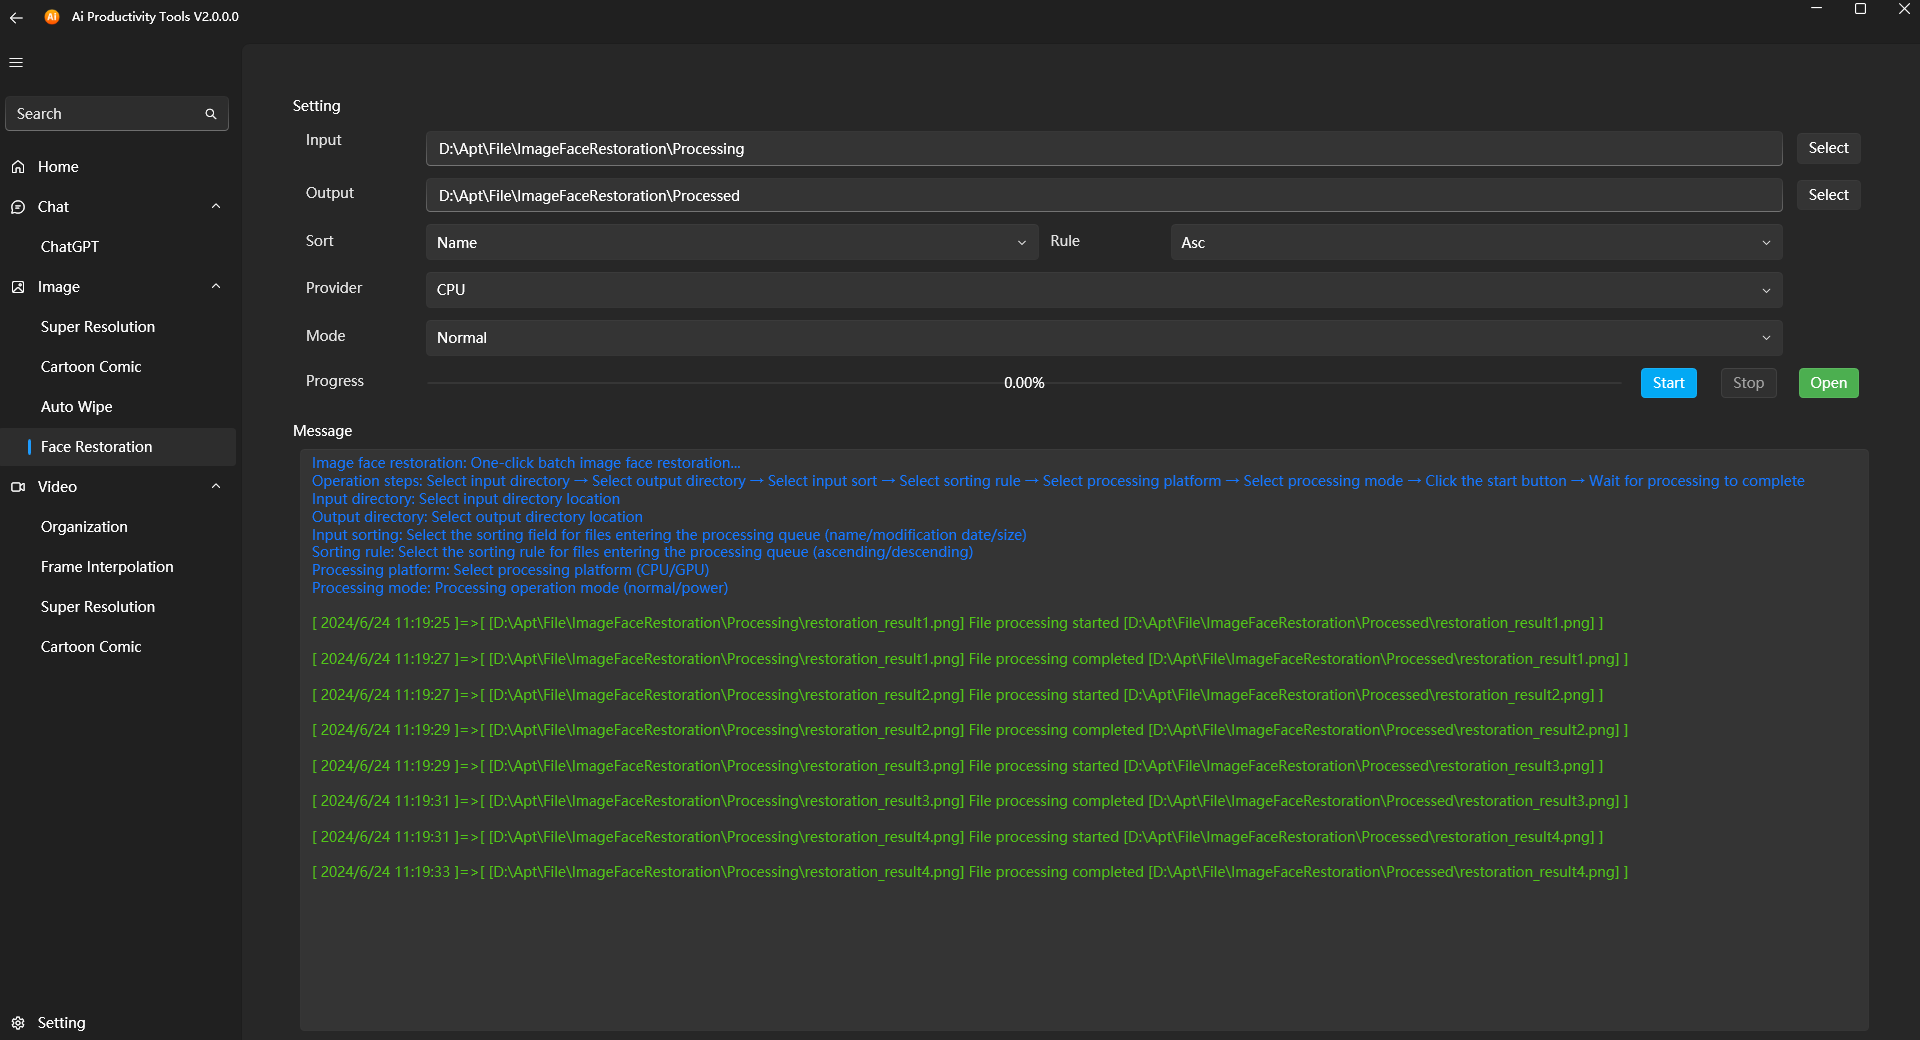 Ai Productivity Tools V2.0.0.0
Search
Home
Chat
ChatGPT
Image
Super Resolution
Cartoon Comic
Auto Wipe
Face Restoration
Video
Organization
Frame Interpolation
Super Resolution
Cartoon Comic
Setting
Setting
Input D:\Apt\File\ImageFaceRestoration\Processing Select
Output D:\Apt\File\ImageFaceRestoration\Processed Select
Sort Name Rule Asc
Provider CPU
Mode Normal
Progress 0.00% Start Stop Open
Message
Image face restoration: One-click batch image face restoration...
Operation steps: Select input directory → Select output directory → Select input sort → Select sorting rule → Select processing platform → Select processing mode → Click the start button → Wait for processing to complete
Input directory: Select input directory location
Output directory: Select output directory location
Input sorting: Select the sorting field for files entering the processing queue (name/modification date/size)
Sorting rule: Select the sorting rule for files entering the processing queue (ascending/descending)
Processing platform: Select processing platform (CPU/GPU)
Processing mode: Processing operation mode (normal/power)
[ 2024/6/24 11:19:25 ]=>[ [D:\Apt\File\ImageFaceRestoration\Processing\restoration_result1.png] File processing started [D:\Apt\File\ImageFaceRestoration\Processed\restoration_result1.png] ]
[ 2024/6/24 11:19:27 ]=>[ [D:\Apt\File\ImageFaceRestoration\Processing\restoration_result1.png] File processing completed [D:\Apt\File\ImageFaceRestoration\Processed\restoration_result1.png] ]
[ 2024/6/24 11:19:27 ]=>[ [D:\Apt\File\ImageFaceRestoration\Processing\restoration_result2.png] File processing started [D:\Apt\File\ImageFaceRestoration\Processed\restoration_result2.png] ]
[ 2024/6/24 11:19:29 ]=>[ [D:\Apt\File\ImageFaceRestoration\Processing\restoration_result2.png] File processing completed [D:\Apt\File\ImageFaceRestoration\Processed\restoration_result2.png] ]
[ 2024/6/24 11:19:29 ]=>[ [D:\Apt\File\ImageFaceRestoration\Processing\restoration_result3.png] File processing started [D:\Apt\File\ImageFaceRestoration\Processed\restoration_result3.png] ]
[ 2024/6/24 11:19:31 ]=>[ [D:\Apt\File\ImageFaceRestoration\Processing\restoration_result3.png] File processing completed [D:\Apt\File\ImageFaceRestoration\Processed\restoration_result3.png] ]
[ 2024/6/24 11:19:31 ]=>[ [D:\Apt\File\ImageFaceRestoration\Processing\restoration_result4.png] File processing started [D:\Apt\File\ImageFaceRestoration\Processed\restoration_result4.png] ]
[ 2024/6/24 11:19:33 ]=>[ [D:\Apt\File\ImageFaceRestoration\Processing\restoration_result4.png] File processing completed [D:\Apt\File\ImageFaceRestoration\Processed\restoration_result4.png] ]